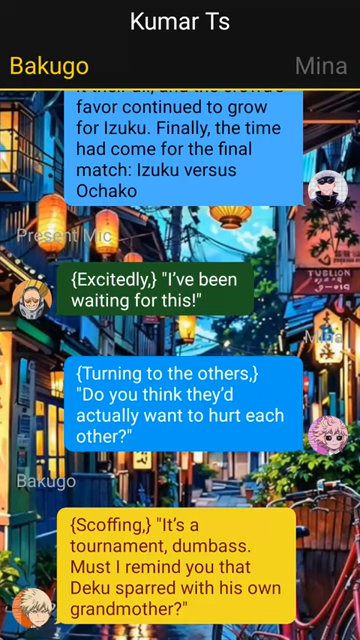 Kumar Ts
Bakugo
Mina
favor continued to grow
for Izuku. Finally, the time
had come for the final
match: Izuku versus
Ochako
Present Mic
{Excitedly,} "I've been
waiting for this!"
Mina
{Turning to the others,}
"Do you think they'd
actually want to hurt each
other?"
Bakugo
{Scoffing,} "It's a
tournament, dumbass.
Must I remind you that
Deku sparred with his own
grandmother?"